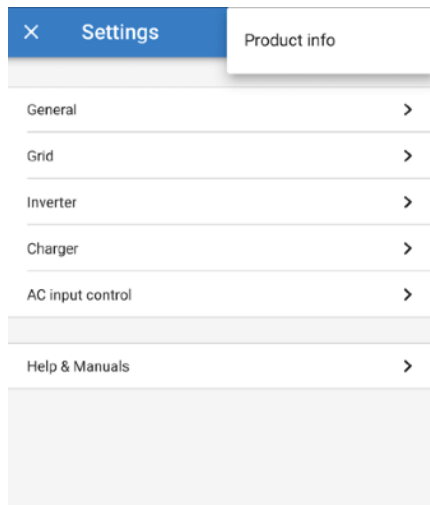 Settings
Product info
General
Grid
Inverter
Charger
AC input control
Help & Manuals